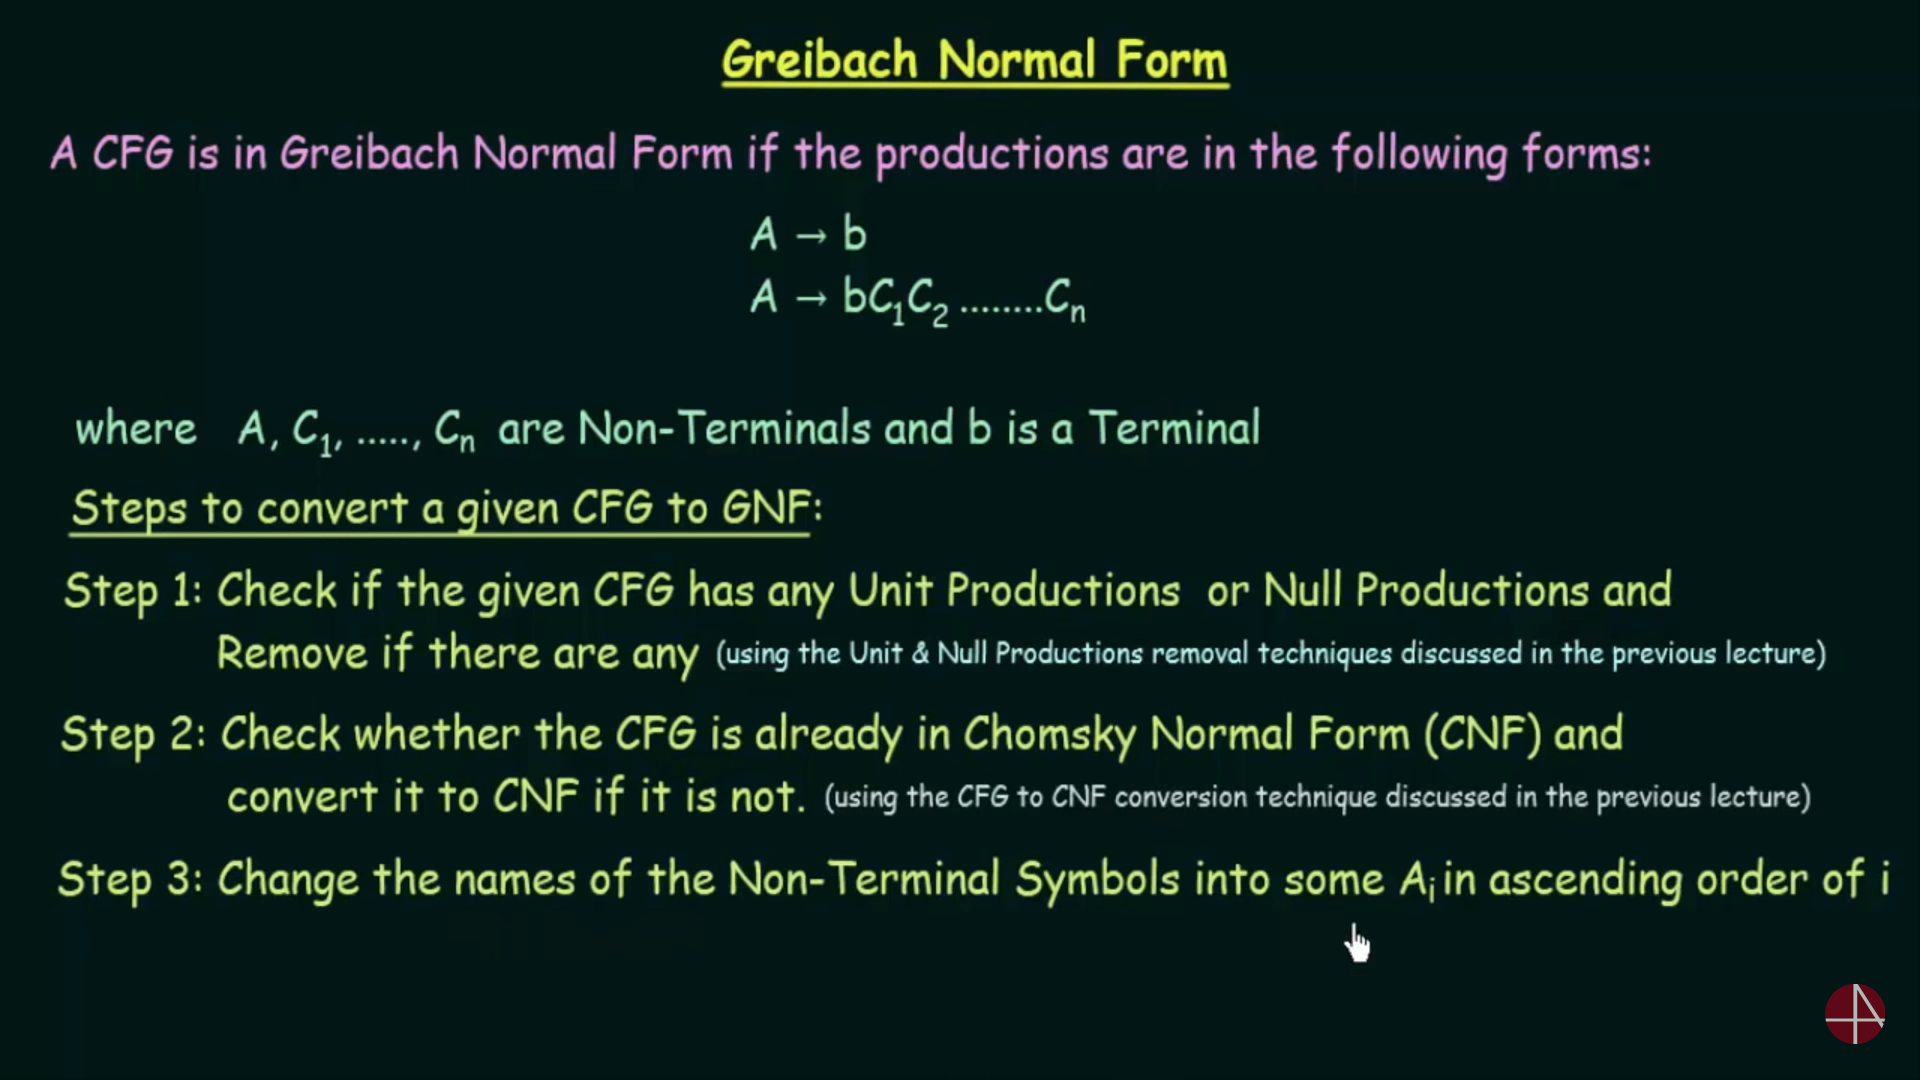 Greibach Normal Form
A CFG is in Greibach Normal Form if the productions are in the following forms:
A → b
A → bC₁C₂ ........Cₙ
where A, C₁, ....., Cₙ are Non-Terminals and b is a Terminal
Steps to convert a given CFG to GNF:
Step 1: Check if the given CFG has any Unit Productions or Null Productions and
Remove if there are any (using the Unit & Null Productions removal techniques discussed in the previous lecture)
Step 2: Check whether the CFG is already in Chomsky Normal Form (CNF) and
convert it to CNF if it is not. (using the CFG to CNF conversion technique discussed in the previous lecture)
Step 3: Change the names of the Non-Terminal Symbols into some Aᵢ in ascending order of i